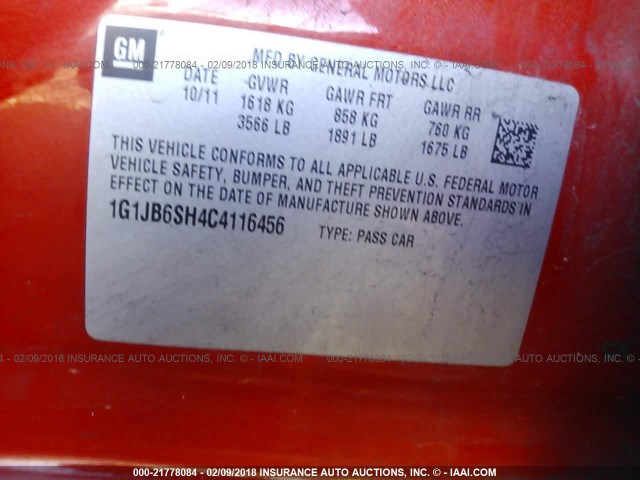 GM
MFD BY GENERAL MOTORS LLC
DATE GVWR GAWR FRT GAWR RR
10/11 1618 KG 858 KG 760 KG
3566 LB 1891 LB 1675 LB
THIS VEHICLE CONFORMS TO ALL APPLICABLE U.S. FEDERAL MOTOR
VEHICLE SAFETY, BUMPER, AND THEFT PREVENTION STANDARDS IN
EFFECT ON THE DATE OF MANUFACTURE SHOWN ABOVE.
1G1JB6SH4C4116456 TYPE: PASS CAR
000-21778084 - 02/09/2018 INSURANCE AUTO AUCTIONS, INC. - © IAAI.COM